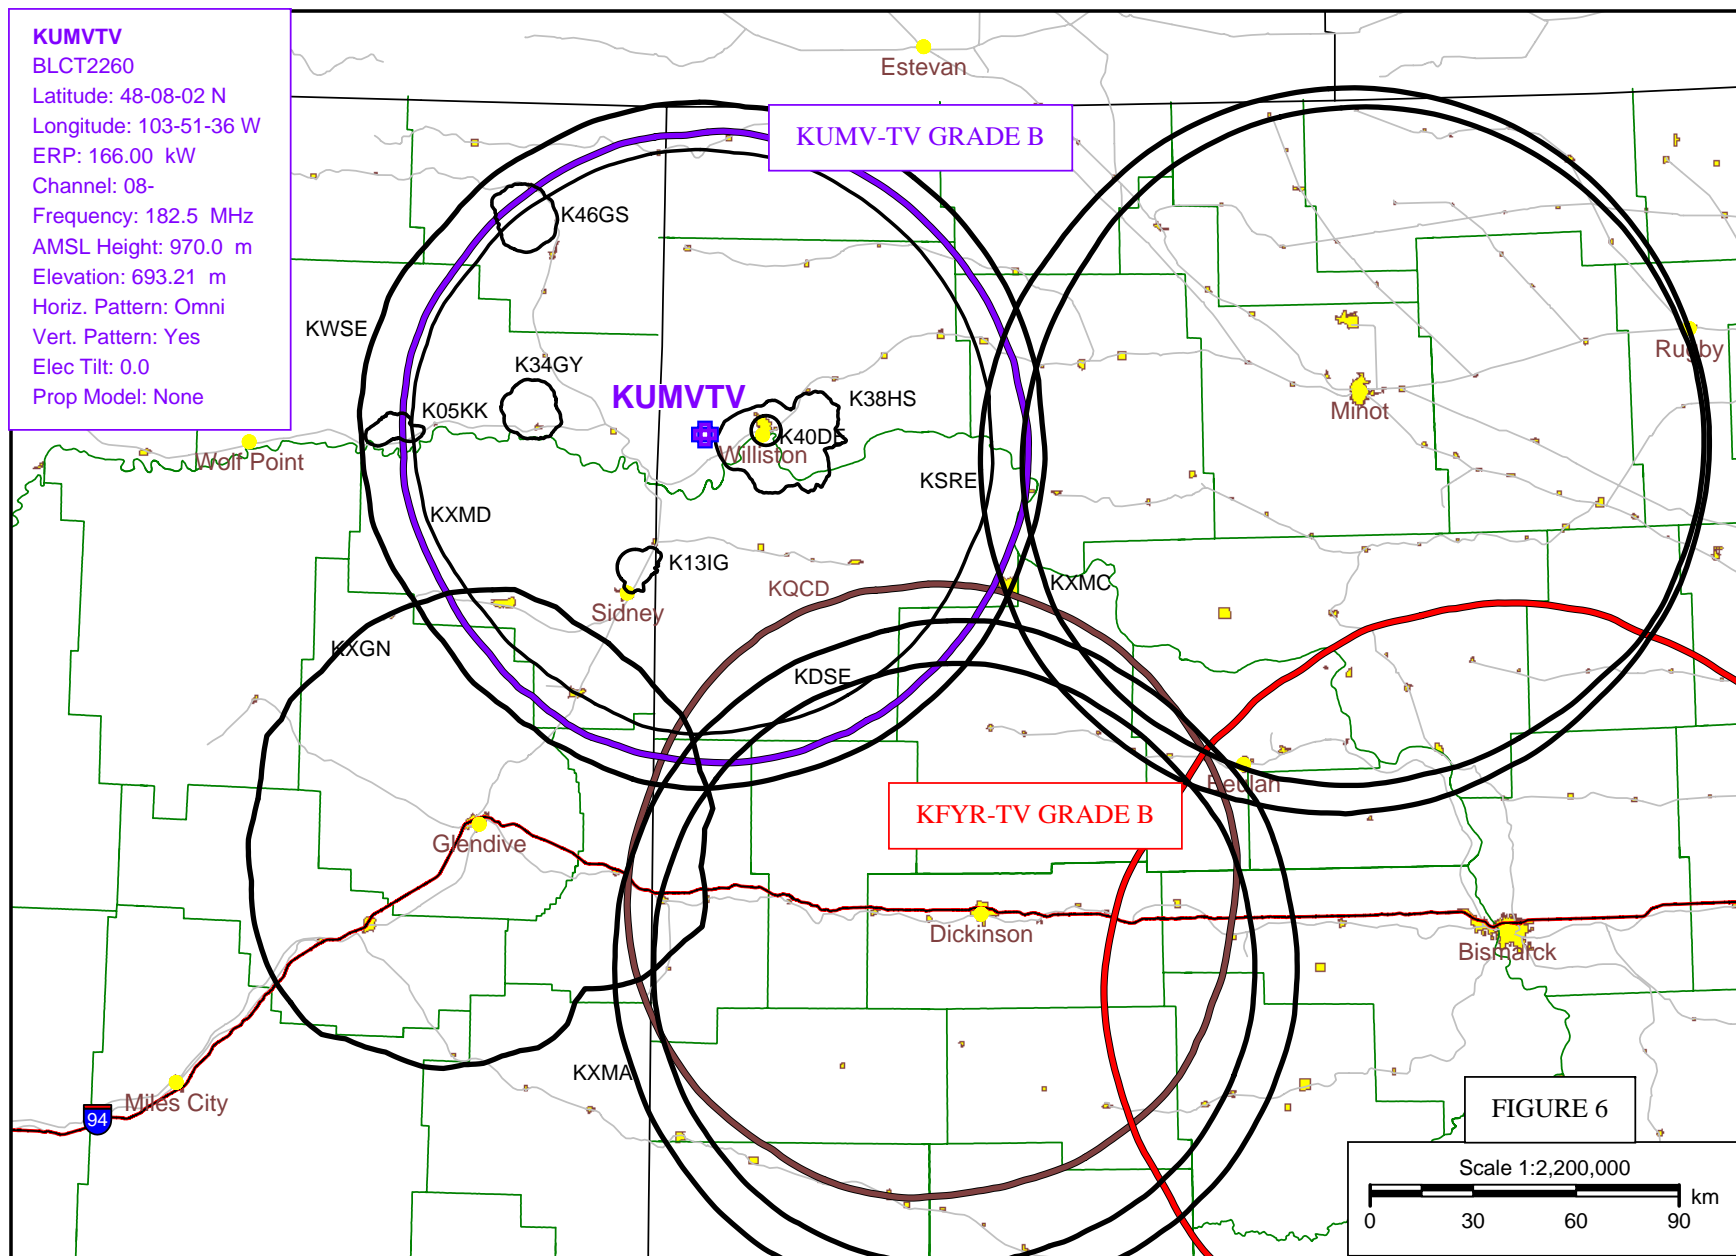 KUMVTV
BLCT2260
Latitude: 48-08-02 N
Longitude: 103-51-36 W
ERP: 166.00 kW
Channel: 08-
Frequency: 182.5 MHz
AMSL Height: 970.0 m
Elevation: 693.21 m
Horiz. Pattern: Omni
Vert. Pattern: Yes
Elec Tilt: 0.0
Prop Model: None
Estevan
KUMV-TV GRADE B
K46GS
KWSE
Rugby
K34GY
KUMVTV
K38HS
Minot
K05KK
K40DE
Williston
Wolf Point
KSRE
KXMD
K13IG
KQCD
KXMC
Sidney
KXGN
KDSE
Beulah
KFYR-TV GRADE B
Glendive
Dickinson
Bismarck
KXMA
Miles City
94
FIGURE 6
Scale 1:2,200,000
km
0 30 60 90